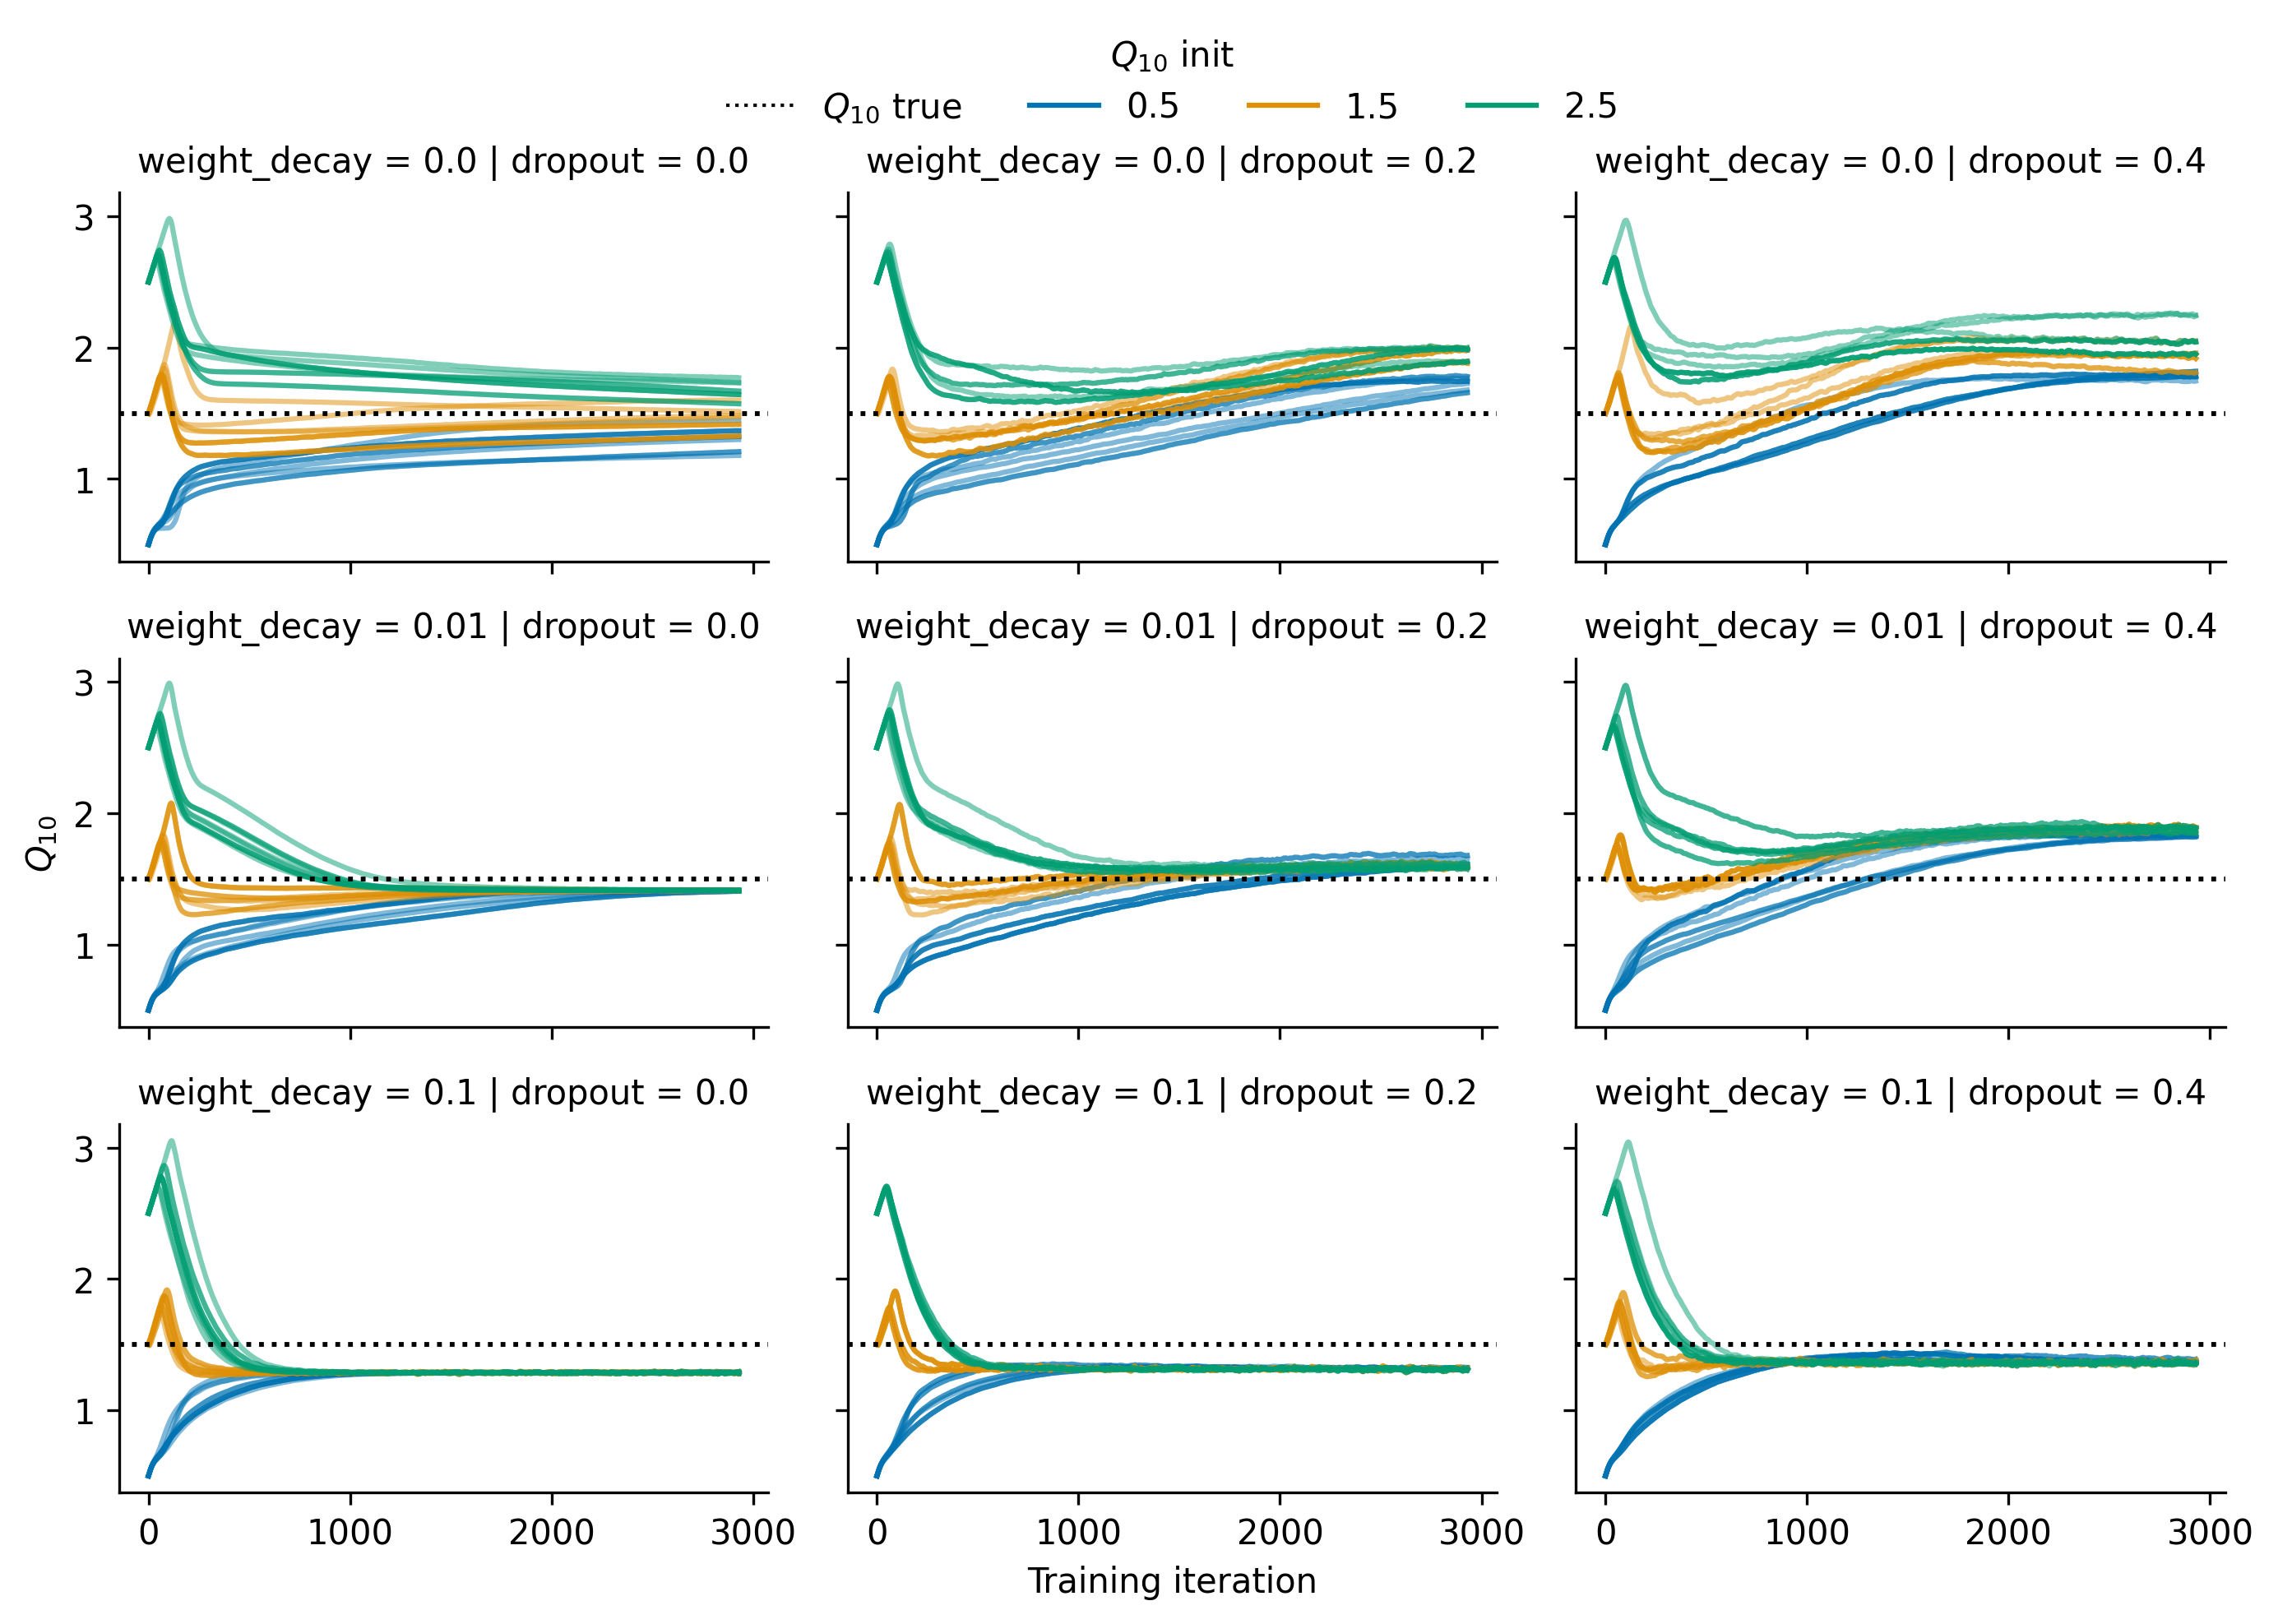 Q10 init
Q10 true 0.5 1.5 2.5
weight_decay = 0.0 | dropout = 0.0
weight_decay = 0.0 | dropout = 0.2
weight_decay = 0.0 | dropout = 0.4
3
2
1
weight_decay = 0.01 | dropout = 0.0
weight_decay = 0.01 | dropout = 0.2
weight_decay = 0.01 | dropout = 0.4
3
2
1
Q10
weight_decay = 0.1 | dropout = 0.0
weight_decay = 0.1 | dropout = 0.2
weight_decay = 0.1 | dropout = 0.4
3
2
1
0 1000 2000 3000
0 1000 2000 3000
0 1000 2000 3000
Training iteration